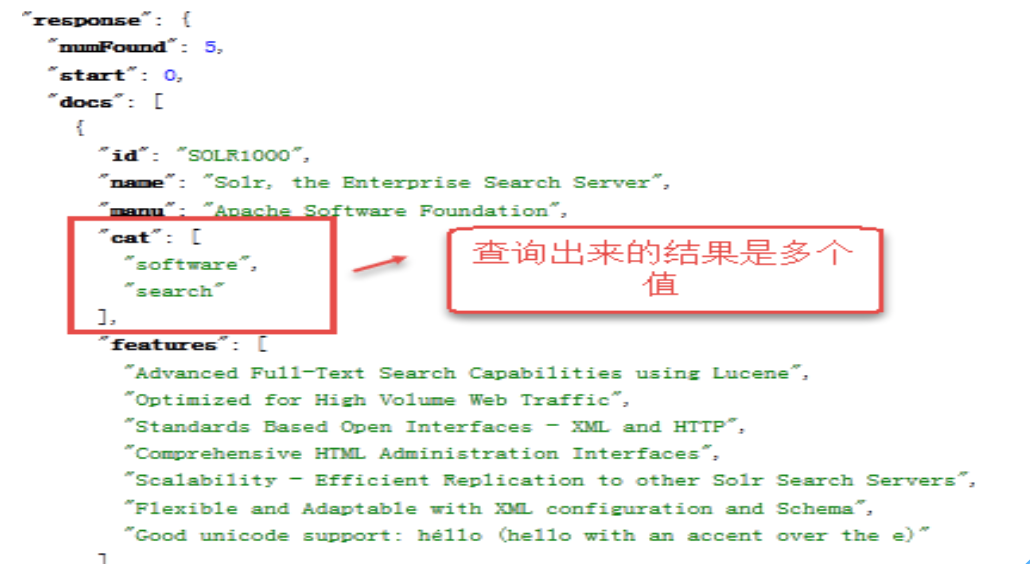 "response": {
"numFound": 5,
"start": 0,
"docs": [
{
"id": "SOLR1000",
"name": "Solr, the Enterprise Search Server",
"manu": "Apache Software Foundation",
"cat": [
"software",
"search"
],
查询出来的结果是多个
值
"features": [
"Advanced Full-Text Search Capabilities using Lucene",
"Optimized for High Volume Web Traffic",
"Standards Based Open Interfaces - XML and HTTP",
"Comprehensive HTML Administration Interfaces",
"Scalability - Efficient Replication to other Solr Search Servers",
"Flexible and Adaptable with XML configuration and Schema",
"Good unicode support: héllo (hello with an accent over the e)"
]